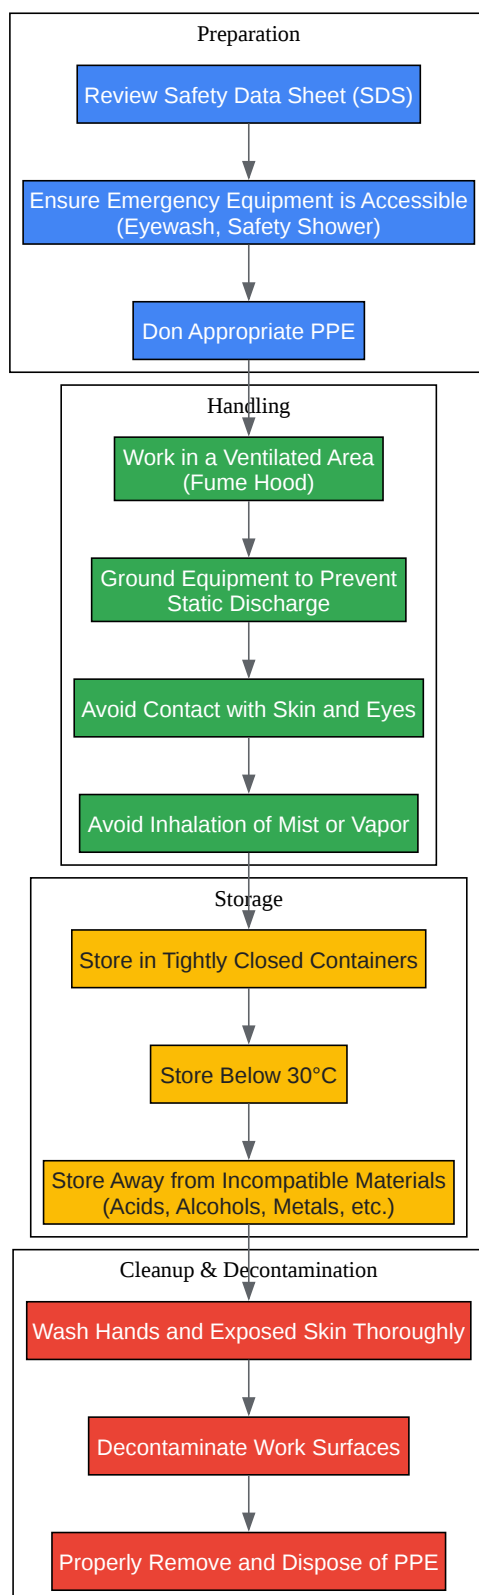 Preparation
Review Safety Data Sheet (SDS)
Ensure Emergency Equipment is Accessible
(Eyewash, Safety Shower)
Don Appropriate PPE
Handling
Work in a Ventilated Area
(Fume Hood)
Ground Equipment to Prevent
Static Discharge
Avoid Contact with Skin and Eyes
Avoid Inhalation of Mist or Vapor
Storage
Store in Tightly Closed Containers
Store Below 30°C
Store Away from Incompatible Materials
(Acids, Alcohols, Metals, etc.)
Cleanup & Decontamination
Wash Hands and Exposed Skin Thoroughly
Decontaminate Work Surfaces
Properly Remove and Dispose of PPE